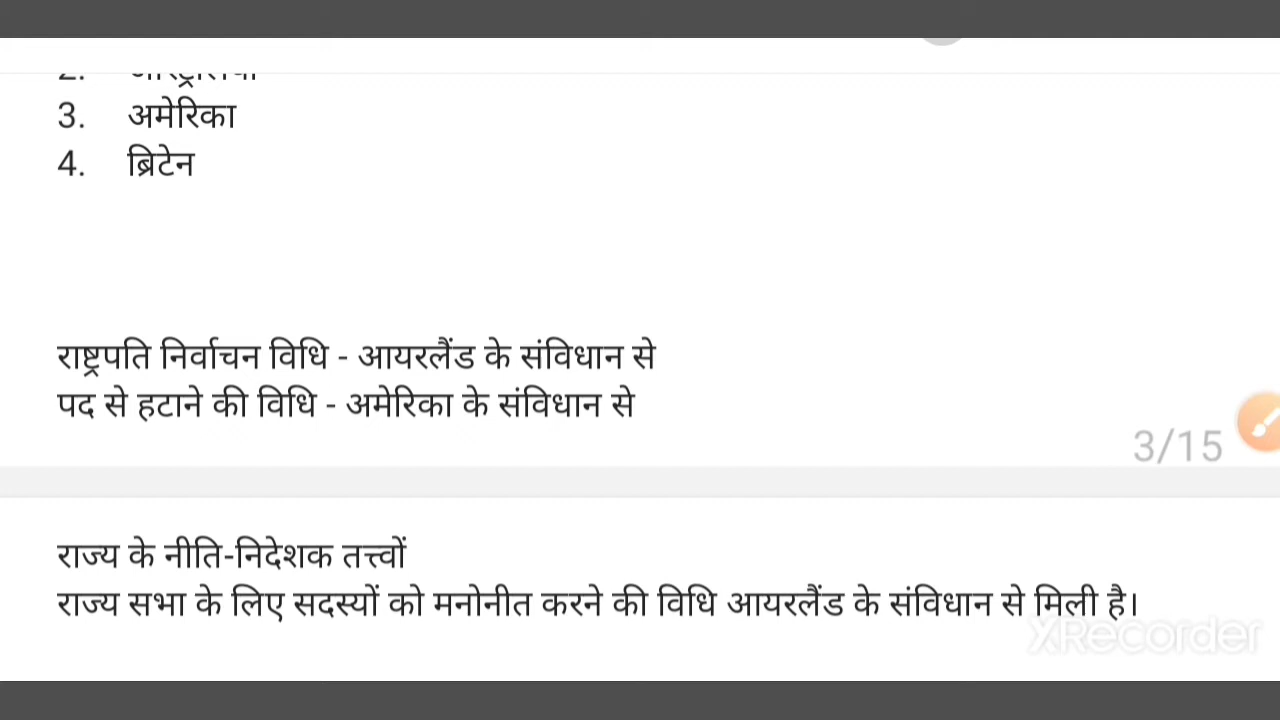 2.
3. अमेरिका
4. ब्रिटेन
राष्ट्रपति निर्वाचन विधि - आयरलैंड के संविधान से
पद से हटाने की विधि - अमेरिका के संविधान से
3/15
राज्य के नीति-निदेशक तत्त्वों
राज्य सभा के लिए सदस्यों को मनोनीत करने की विधि आयरलैंड के संविधान से मिली है।
XRecorder